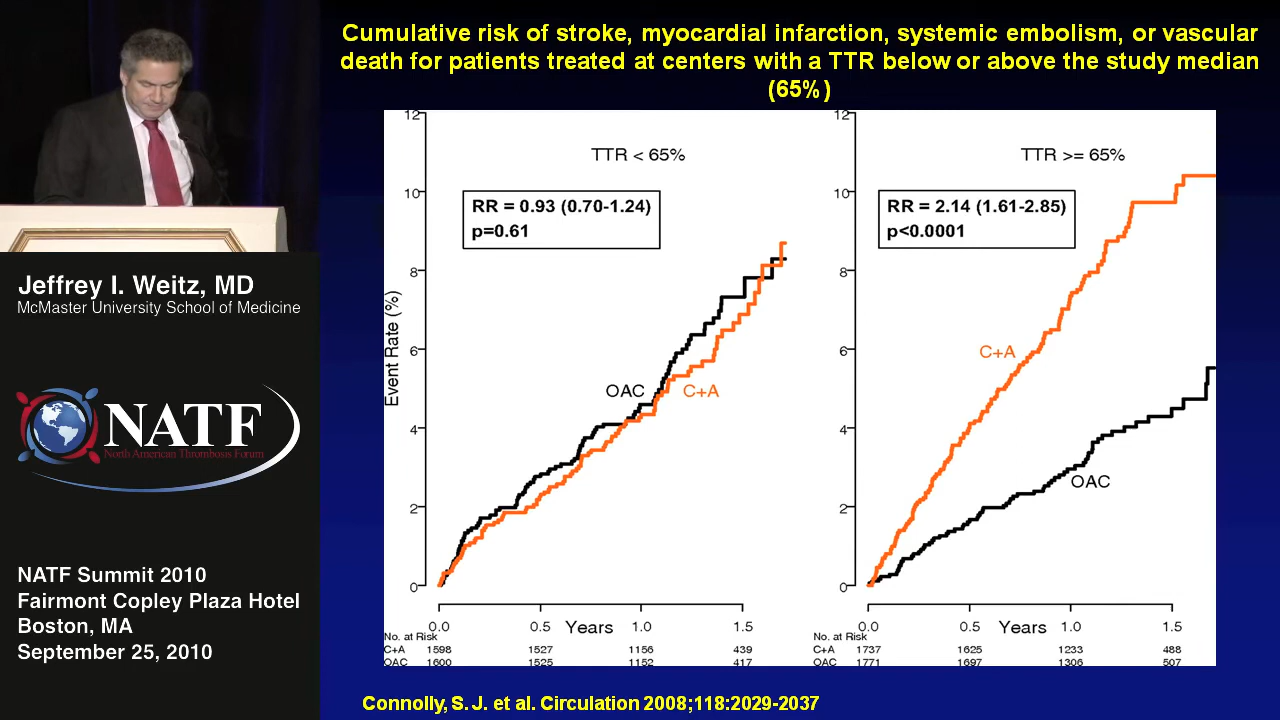 Cumulative risk of stroke, myocardial infarction, systemic embolism, or vascular
death for patients treated at centers with a TTR below or above the study median
(65%)
12
TTR < 65%
10
RR = 0.93 (0.70-1.24)
p=0.61
8
Event Rate (%)
6
OAC
C+A
4
2
0
0.0
0.5
Years
1.0
1.5
No. at Risk
C+A 1598 1527 1156 439
OAC 1600 1525 1152 417
12
TTR >= 65%
10
RR = 2.14 (1.61-2.85)
p<0.0001
8
6
C+A
4
OAC
2
0
0.0
0.5
Years
1.0
1.5
No. at Risk
C+A 1737 1625 1233 488
OAC 1771 1697 1306 507
Connolly, S. J. et al. Circulation 2008;118:2029-2037
Jeffrey I. Weitz, MD
McMaster University School of Medicine
NATF
North American Thrombosis Forum
NATF Summit 2010
Fairmont Copley Plaza Hotel
Boston, MA
September 25, 2010